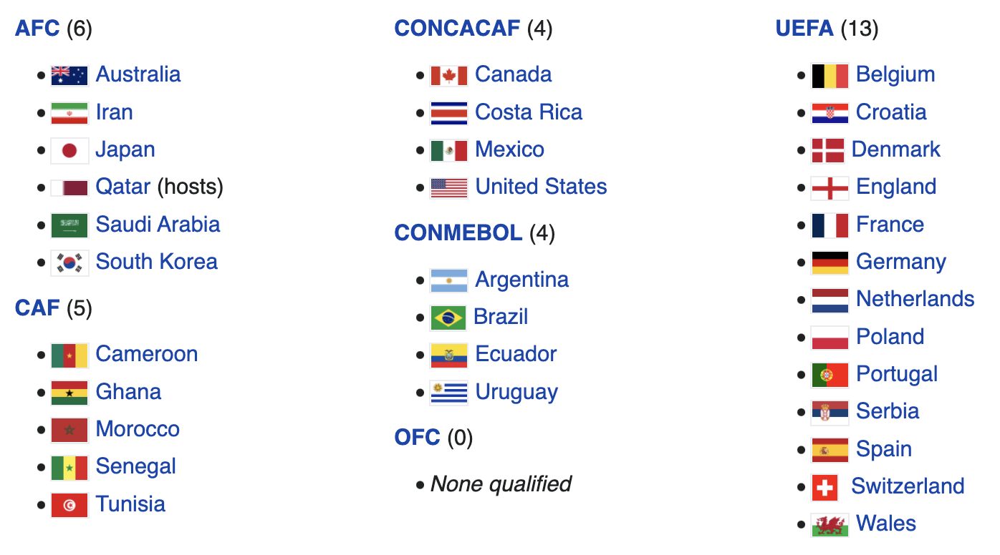 AFC (6)
Australia
Iran
Japan
Qatar (hosts)
Saudi Arabia
South Korea
CAF (5)
Cameroon
Ghana
Morocco
Senegal
Tunisia
CONCACAF (4)
Canada
Costa Rica
Mexico
United States
CONMEBOL (4)
Argentina
Brazil
Ecuador
Uruguay
OFC (0)
None qualified
UEFA (13)
Belgium
Croatia
Denmark
England
France
Germany
Netherlands
Poland
Portugal
Serbia
Spain
Switzerland
Wales